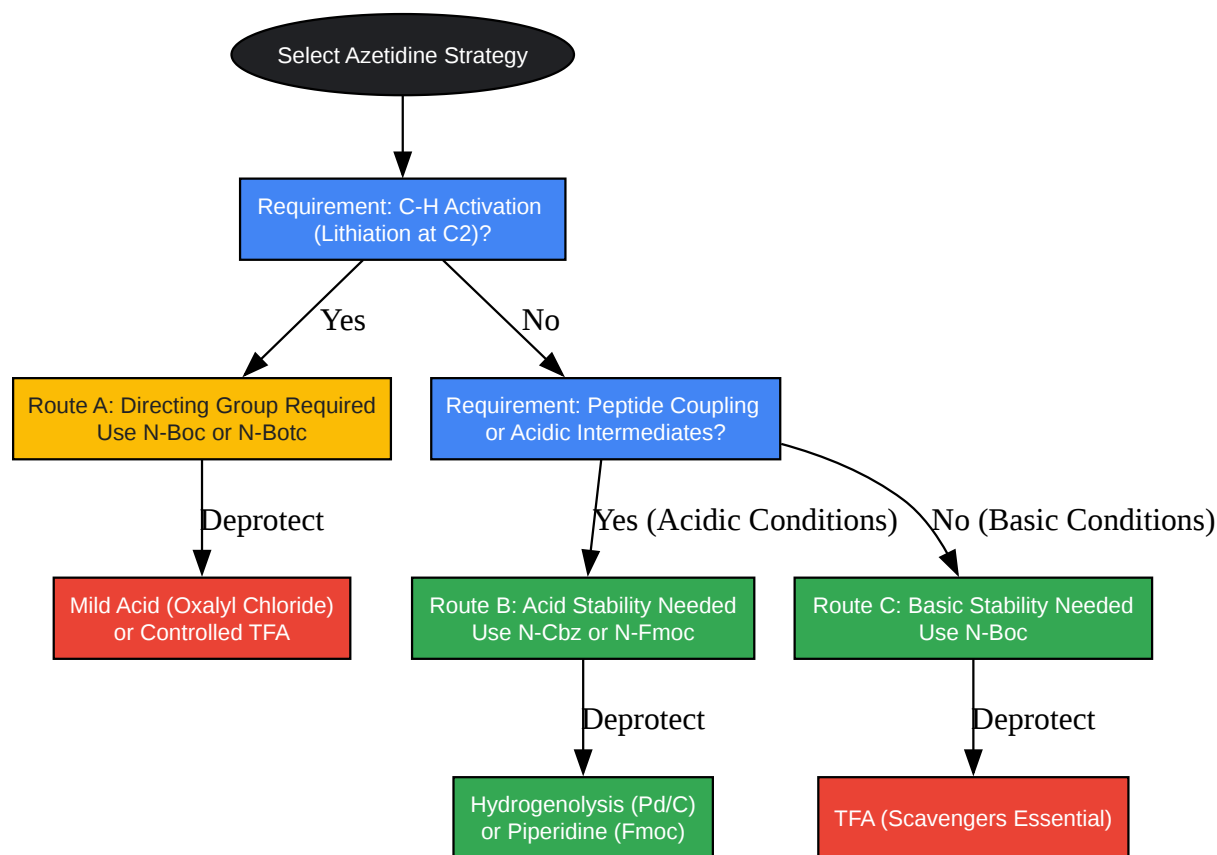 Select Azetidine Strategy
Requirement: C-H Activation
(Lithiation at C2)?
Yes
No
Route A: Directing Group Required
Use N-Boc or N-Botc
Requirement: Peptide Coupling
or Acidic Intermediates?
Deprotect
Yes (Acidic Conditions)
No (Basic Conditions)
Mild Acid (Oxalyl Chloride)
or Controlled TFA
Route B: Acid Stability Needed
Use N-Cbz or N-Fmoc
Route C: Basic Stability Needed
Use N-Boc
Deprotect
Deprotect
Hydrogenolysis (Pd/C)
or Piperidine (Fmoc)
TFA (Scavengers Essential)